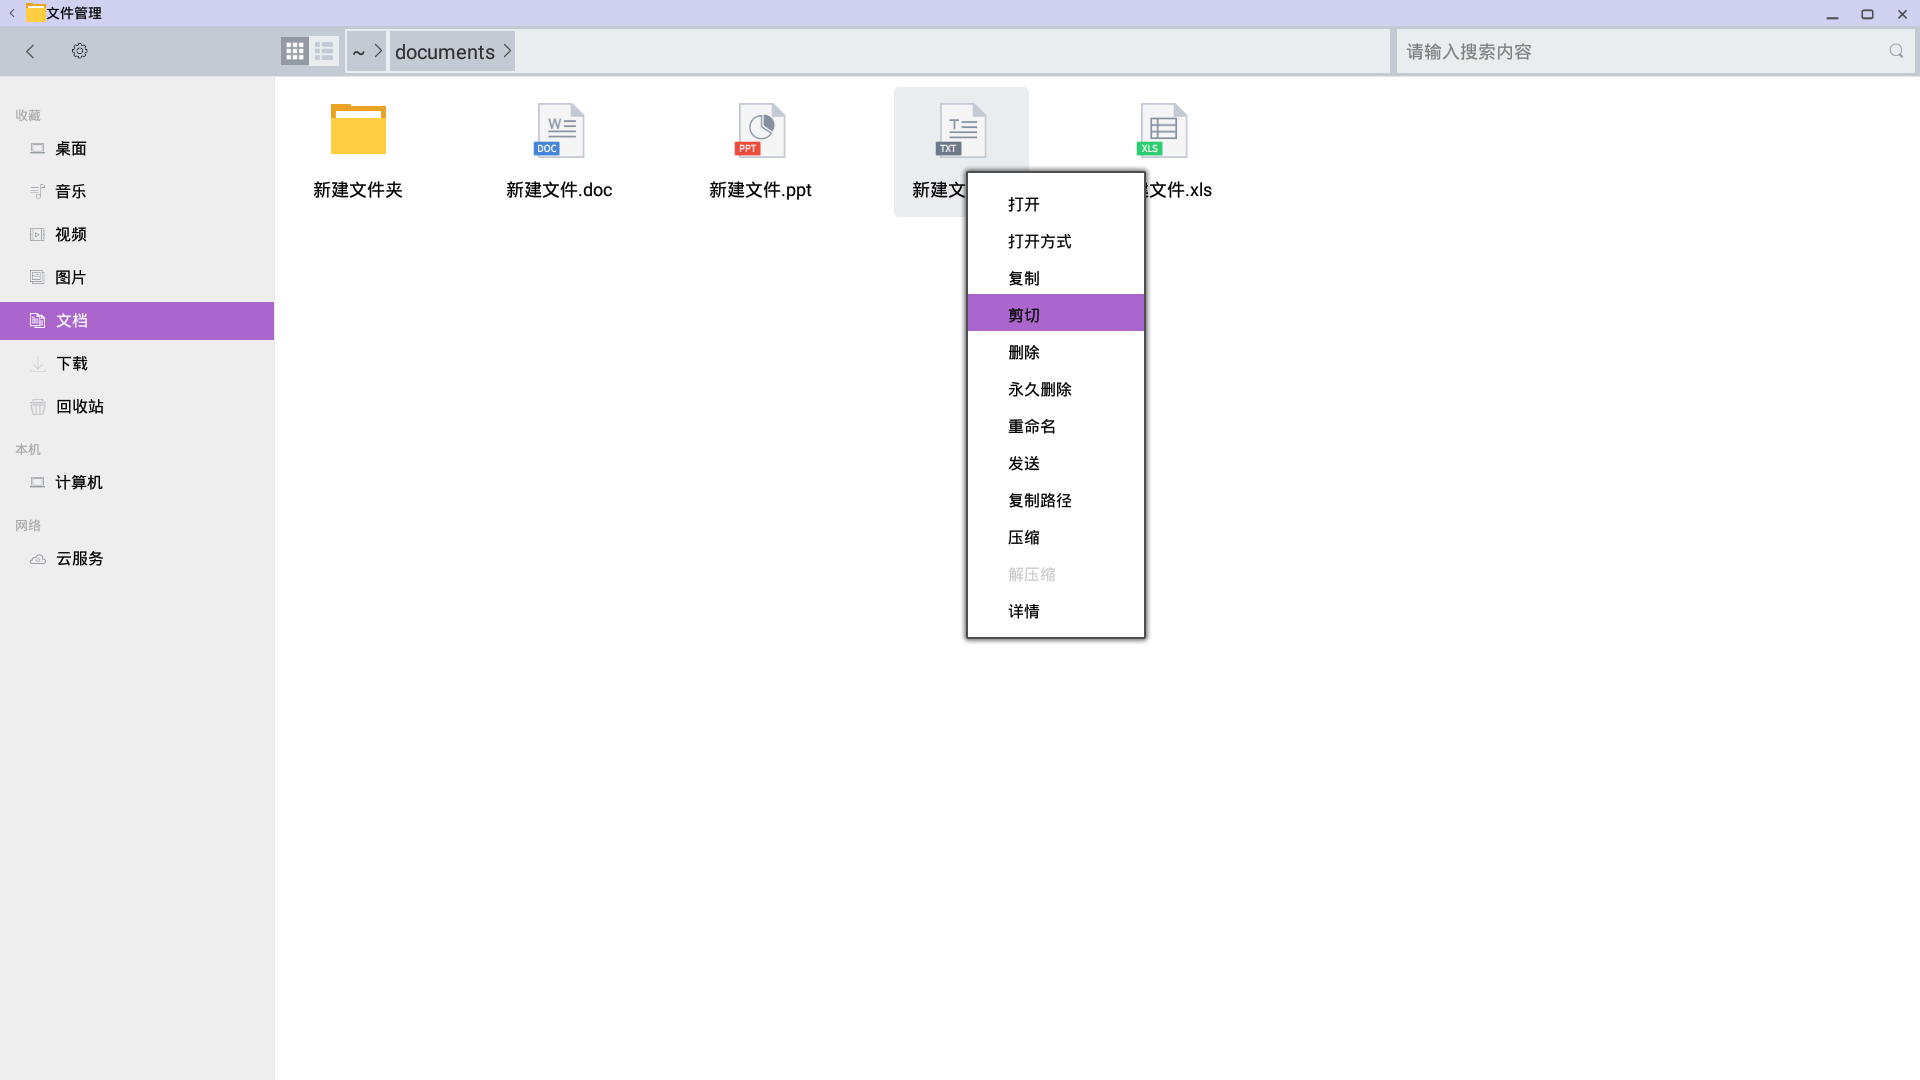 文件管理
~
documents
请输入搜索内容
收藏
桌面
音乐
视频
图片
文档
下载
回收站
本机
计算机
网络
云服务
W
DOC
PPT
T
TXT
XLS
新建文件夹
新建文件.doc
新建文件.ppt
新建文
文件.xls
打开
打开方式
复制
剪切
删除
永久删除
重命名
发送
复制路径
压缩
解压缩
详情